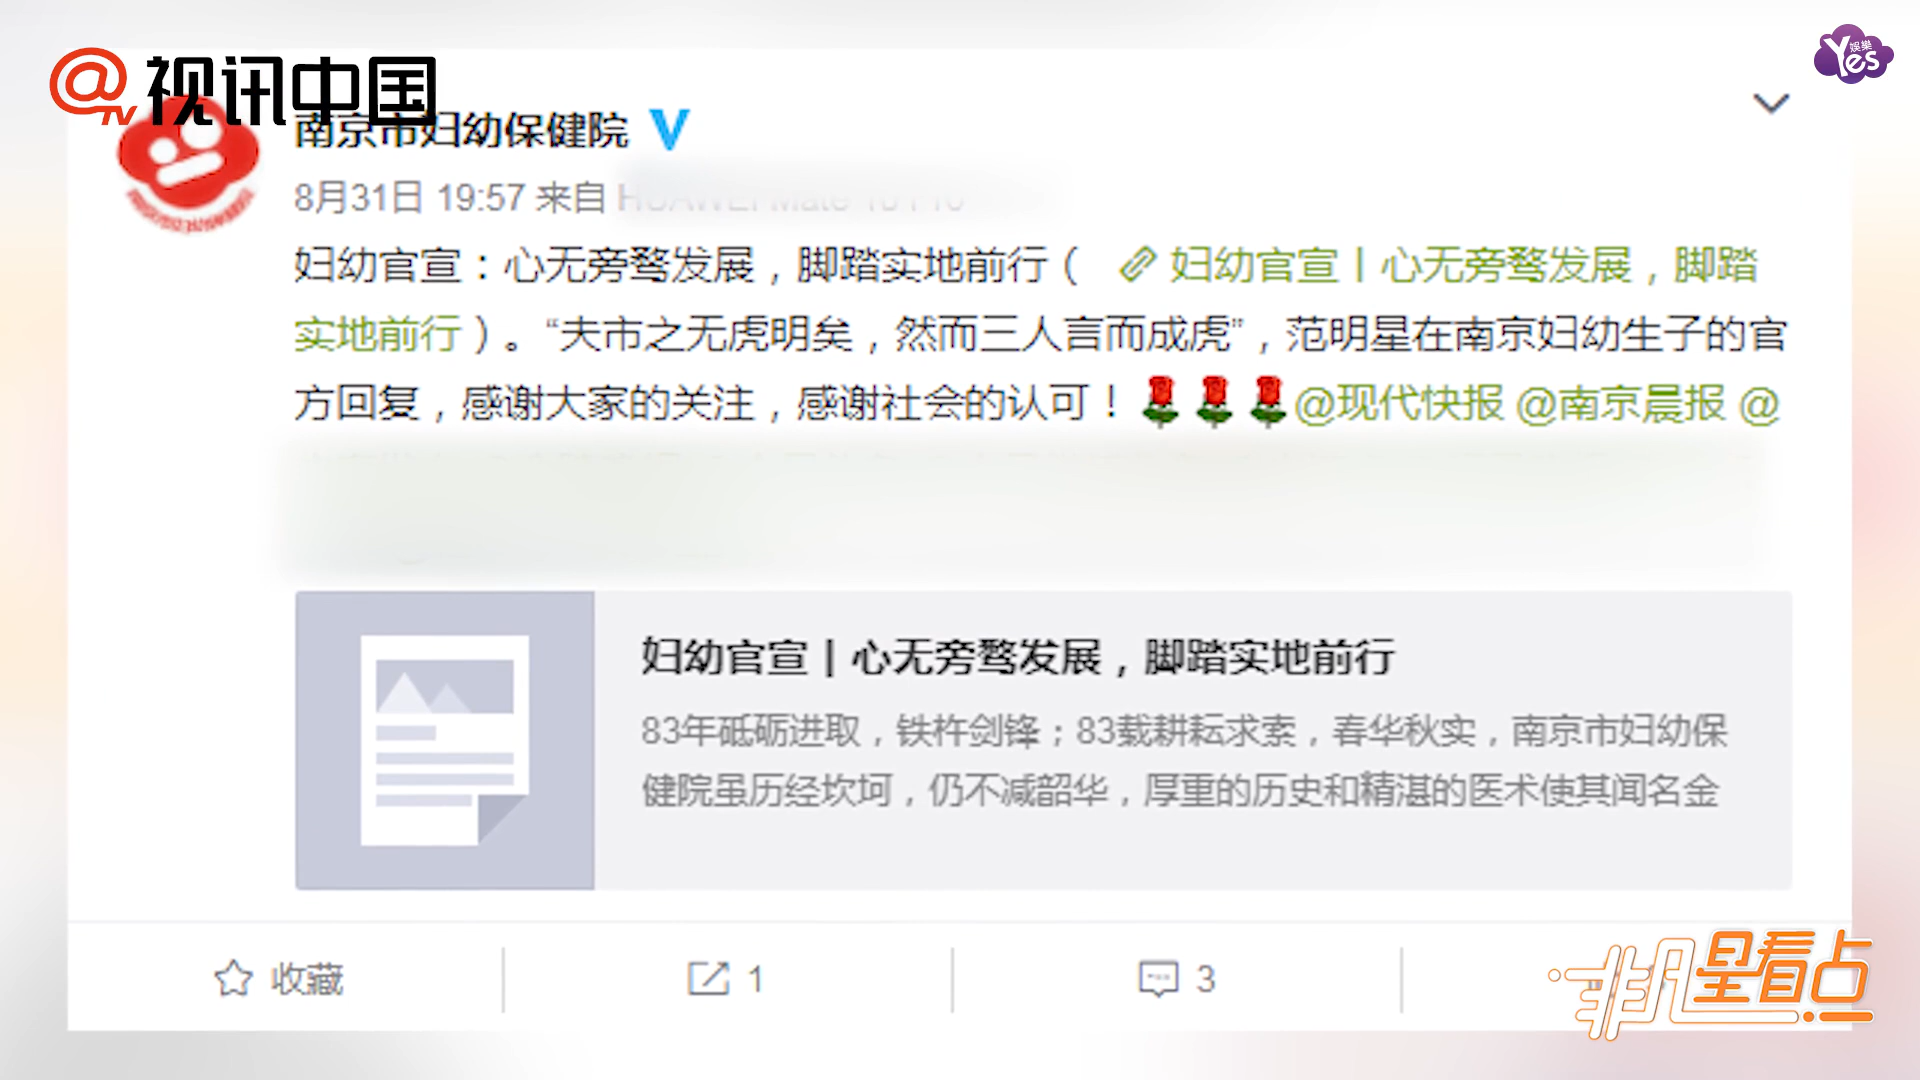 @TV 视讯中国
Yes 娱樂
南京市妇幼保健院 V
8月31日 19:57 来自
妇幼官宣：心无旁骛发展，脚踏实地前行（ 妇幼官宣丨心无旁骛发展，脚踏
实地前行）。“夫市之无虎明矣，然而三人言而成虎”，范明星在南京妇幼生子的官
方回复，感谢大家的关注，感谢社会的认可！@现代快报 @南京晨报 @
妇幼官宣丨心无旁骛发展，脚踏实地前行
83年砥砺进取，铁杵剑锋；83载耕耘求索，春华秋实，南京市妇幼保
健院虽历经坎坷，仍不减韶华，厚重的历史和精湛的医术使其闻名金
收藏
1
3
非凡星看点